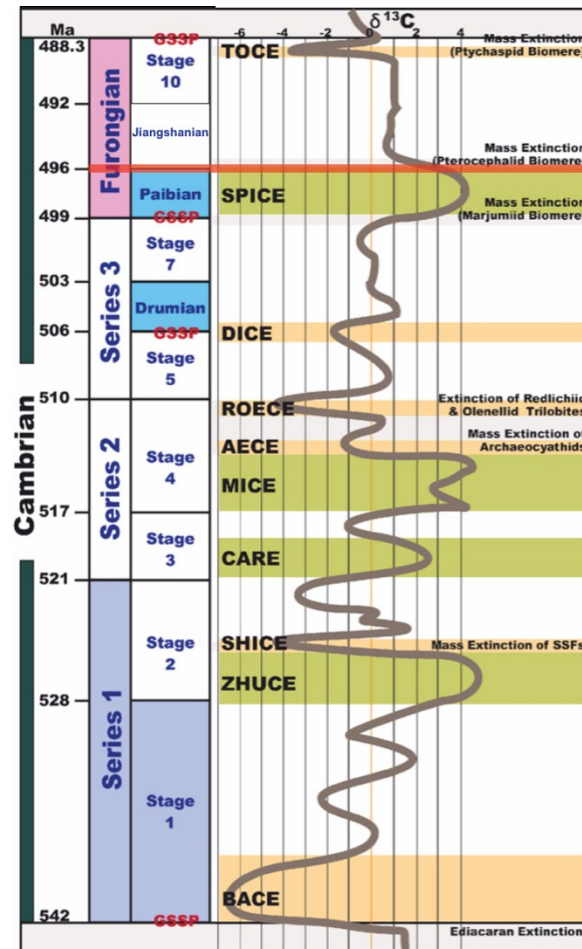 Ma
δ 13C
488.3
GSSP
Stage
10
-6
-4
-2
0
2
4
TOCE
Mass Extinction
(Ptychaspid Biomere)
492
Jiangshanian
Furongian
496
Mass Extinction
(Pterocephalid Biomere
Paibian
SPICE
Mass Extinction
(Marjumiid Biomere
499
GSSP
Stage
7
503
Series 3
Drumian
506
GSSP
DICE
Stage
5
510
ROECE
Extinction of Redlichiid
& Olenellid Trilobites
AECE
Mass Extinction of
Archaeocyathids
Cambrian
Series 2
Stage
4
MICE
517
Stage
3
CARE
521
Stage
2
SHICE
Mass Extinction of SSFs
ZHUCE
528
Series 1
Stage
1
BACE
542
GSSP
Ediacaran Extinction